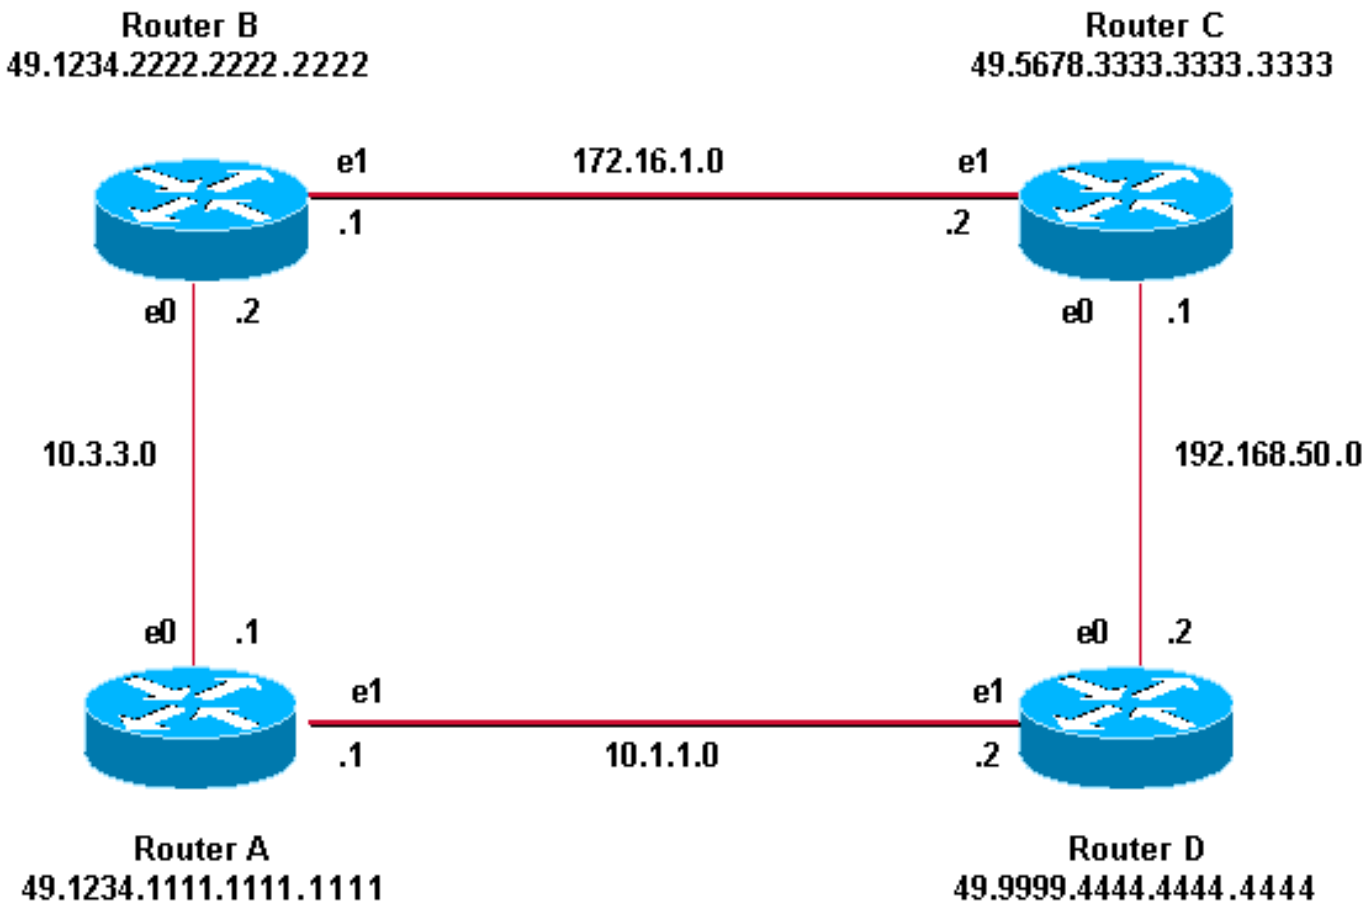 Router B
49.1234.2222.2222.2222
Router C
49.5678.3333.3333.3333
e1
172.16.1.0
e1
.1
.2
e0
.2
e0
.1
10.3.3.0
192.168.50.0
e0
.1
e0
.2
e1
e1
.1
10.1.1.0
.2
Router A
49.1234.1111.1111.1111
Router D
49.9999.4444.4444.4444